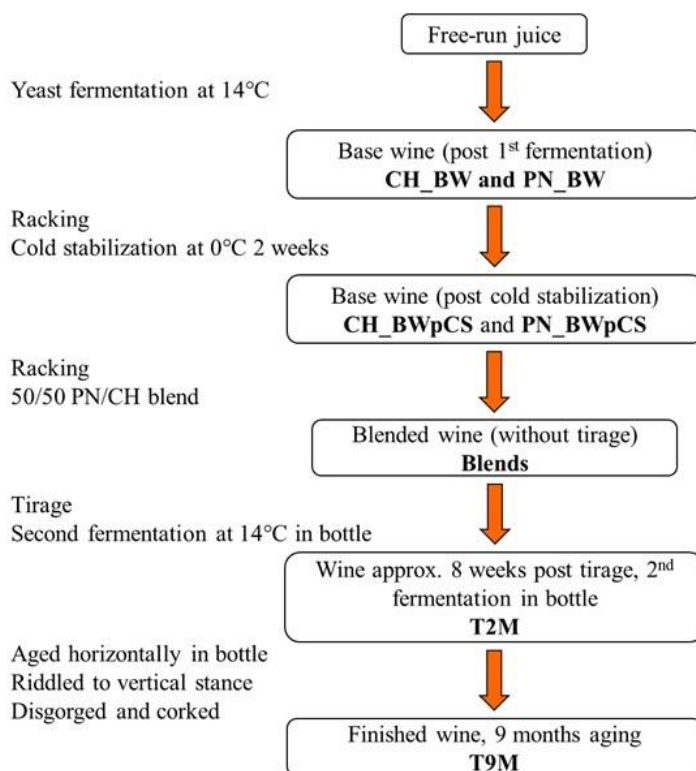 Free-run juice
Yeast fermentation at 14°C
Base wine (post 1st fermentation)
CH_BW and PN_BW
Racking
Cold stabilization at 0°C 2 weeks
Base wine (post cold stabilization)
CH_BWpCS and PN_BWpCS
Racking
50/50 PN/CH blend
Blended wine (without tirage)
Blends
Tirage
Second fermentation at 14°C in bottle
Wine approx. 8 weeks post tirage, 2nd
fermentation in bottle
T2M
Aged horizontally in bottle
Riddled to vertical stance
Disgorged and corked
Finished wine, 9 months aging
T9M